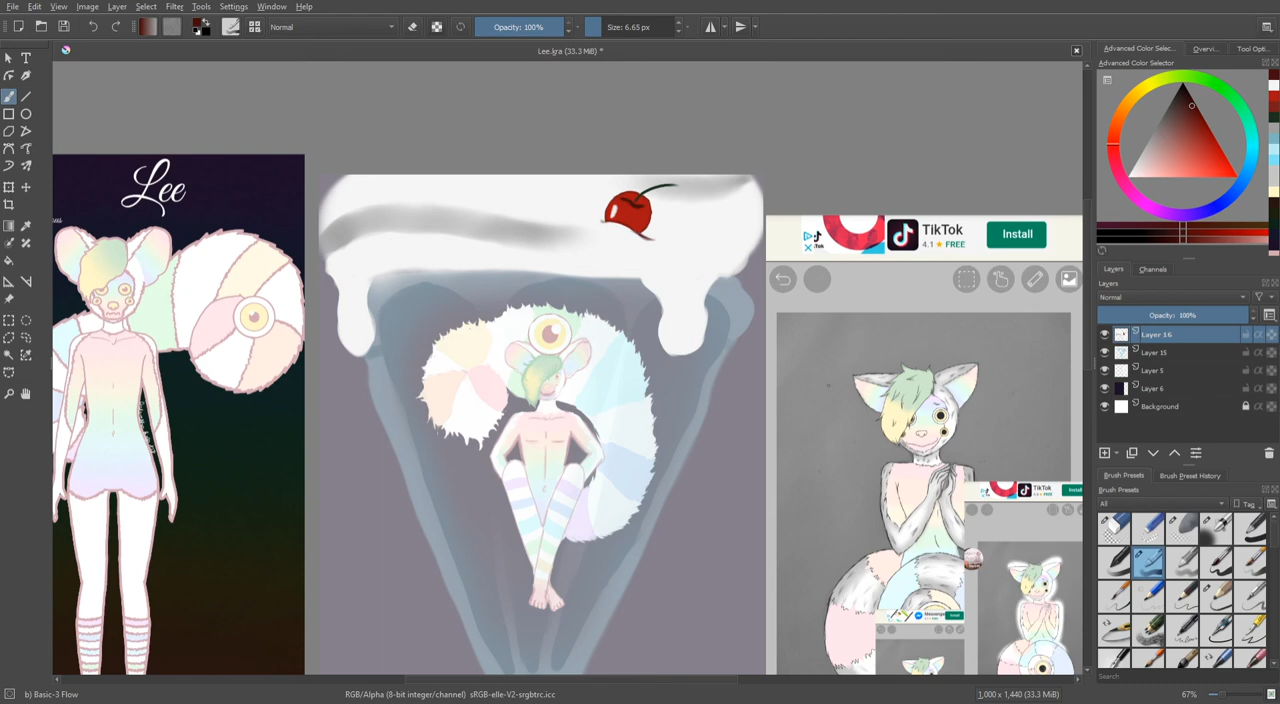 File Edit View Image Layer Select Filter Tools Settings Window Help
Normal
Opacity: 100%
Size: 6.65 px
Lee.kra (33.3 MiB) *
Advanced Color Selec...
Overvi...
Tool Opti...
Advanced Color Selector
Lee
TikTok
4.1 ★ FREE
Install
Layers
Channels
Layers
Normal
Opacity: 100%
Layer 16
Layer 15
Layer 5
Layer 6
Background
Brush Presets
Brush Preset History
Brush Presets
All
Tag
TikTok
Install
Search
b) Basic-3 Flow
RGB/Alpha (8-bit integer/channel) sRGB-elle-V2-srgbtrc.icc
1,000 x 1,440 (33.3 MiB)
67%